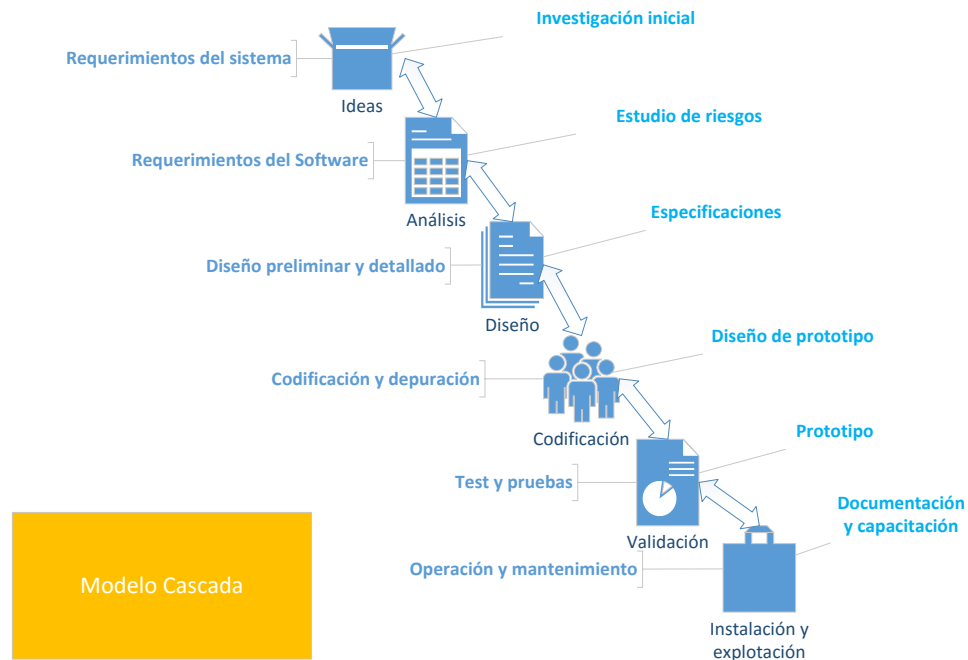 Investigación inicial
Requerimientos del sistema
Ideas
Estudio de riesgos
Requerimientos del Software
Análisis
Especificaciones
Diseño preliminar y detallado
Diseño
Diseño de prototipo
Codificación y depuración
Codificación
Prototipo
Test y pruebas
Validación
Documentación
y capacitación
Operación y mantenimiento
Instalación y
explotación
Modelo Cascada